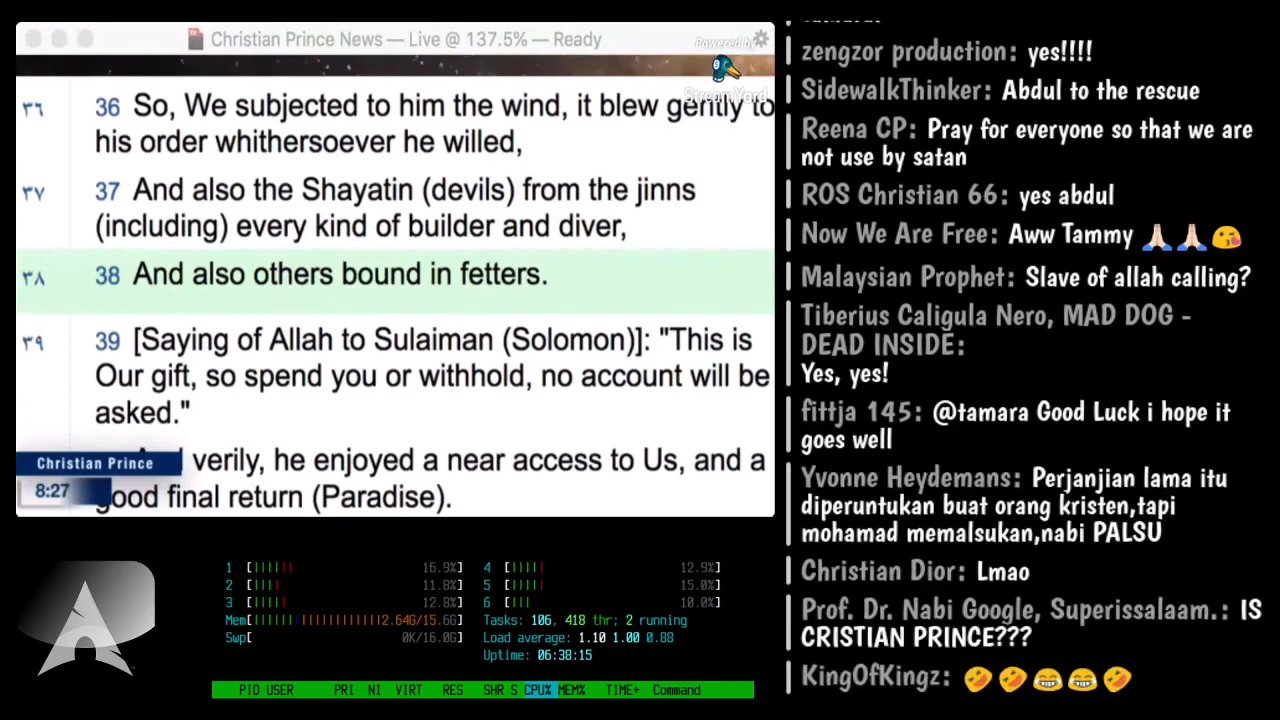 Christian Prince News — Live @ 137.5% — Ready
Powered by
StreamYard
٣٦ 36 So, We subjected to him the wind, it blew gently to
his order whithersoever he willed,
٣٧ 37 And also the Shayatin (devils) from the jinns
(including) every kind of builder and diver,
٣٨ 38 And also others bound in fetters.
٣٩ 39 [Saying of Allah to Sulaiman (Solomon)]: "This is
Our gift, so spend you or withhold, no account will be
asked."
verily, he enjoyed a near access to Us, and a
good final return (Paradise).
Christian Prince
8:27
1 [ 16.9%]
2 [ 11.8%]
3 [ 12.8%]
Mem[ 2.64G/15.6G]
Swp[ 0K/16.0G]
4 [ 12.9%]
5 [ 15.0%]
6 [ 10.0%]
Tasks: 106, 418 thr; 2 running
Load average: 1.10 1.00 0.88
Uptime: 06:38:15
PID USER PRI NI VIRT RES SHR S CPU% MEM% TIME+ Command
zengzor production: yes!!!!
SidewalkThinker: Abdul to the rescue
Reena CP: Pray for everyone so that we are
not use by satan
ROS Christian 66: yes abdul
Now We Are Free: Aww Tammy 🙏🏻🙏🏻😘
Malaysian Prophet: Slave of allah calling?
Tiberius Caligula Nero, MAD DOG -
DEAD INSIDE:
Yes, yes!
fittja 145: @tamara Good Luck i hope it
goes well
Yvonne Heydemans: Perjanjian lama itu
diperuntukan buat orang kristen,tapi
mohamad memalsukan,nabi PALSU
Christian Dior: Lmao
Prof. Dr. Nabi Google, Superissalaam.: IS
CRISTIAN PRINCE???
KingOfKingz: 🤣🤣😂😂🤣